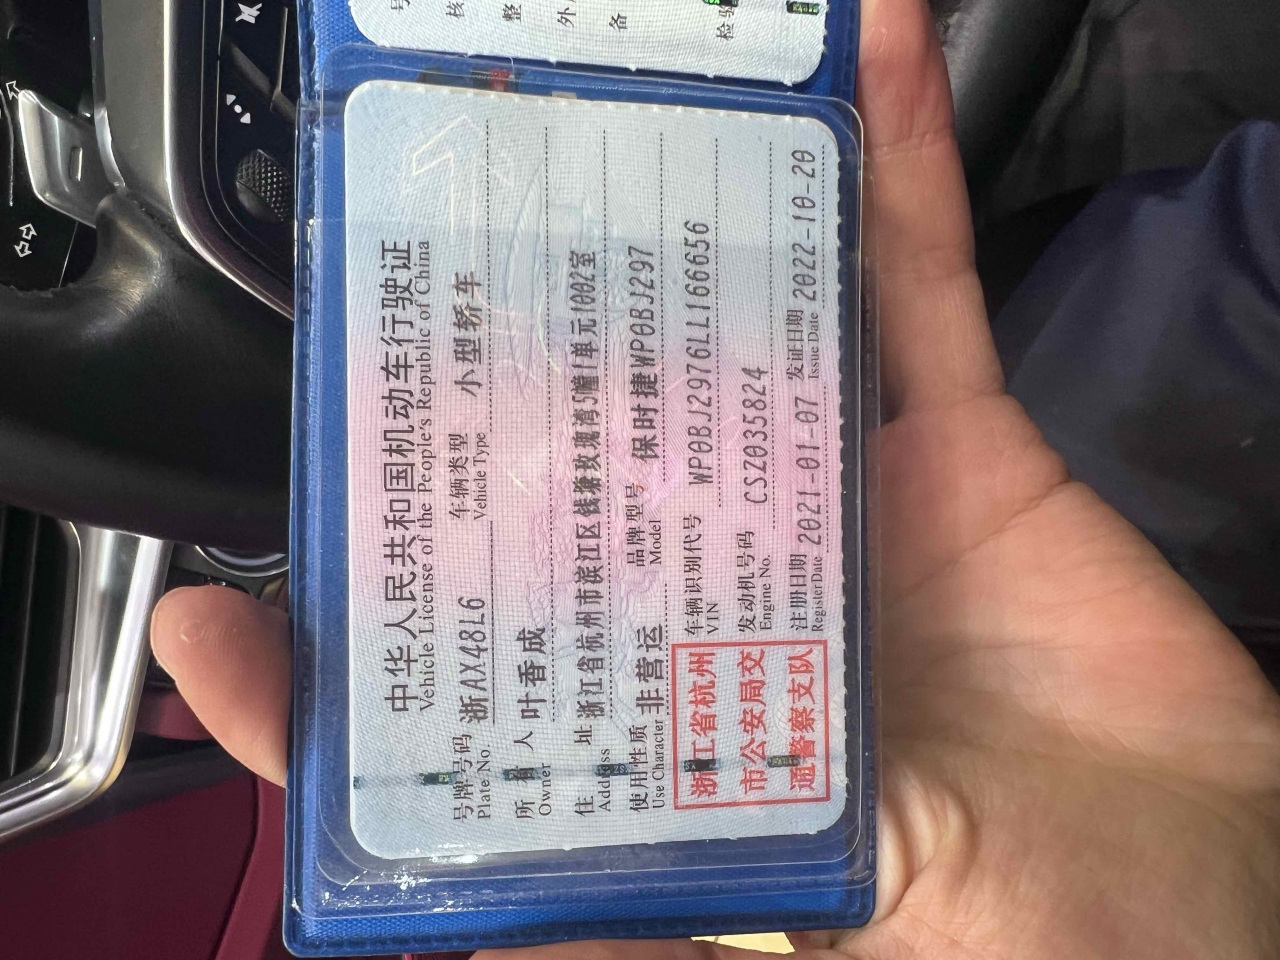 中华人民共和国机动车行驶证
Vehicle License of the People's Republic of China
号牌号码 浙AX48L6 车辆类型 小型轿车
Plate No. Vehicle Type
所有人 叶香成
Owner
住址 浙江省杭州市滨江区钱塘玫瑰湾5幢1单元1002室
Address
使用性质 非营运 品牌型号 保时捷WP0BJ297
Use Character Model
浙江省杭州
市公安局交
通警察支队
车辆识别代号 WP0BJ2976LL166656
VIN
发动机号码 CSZ035824
Engine No.
注册日期 2021-01-07 发证日期 2022-10-20
Register Date Issue Date